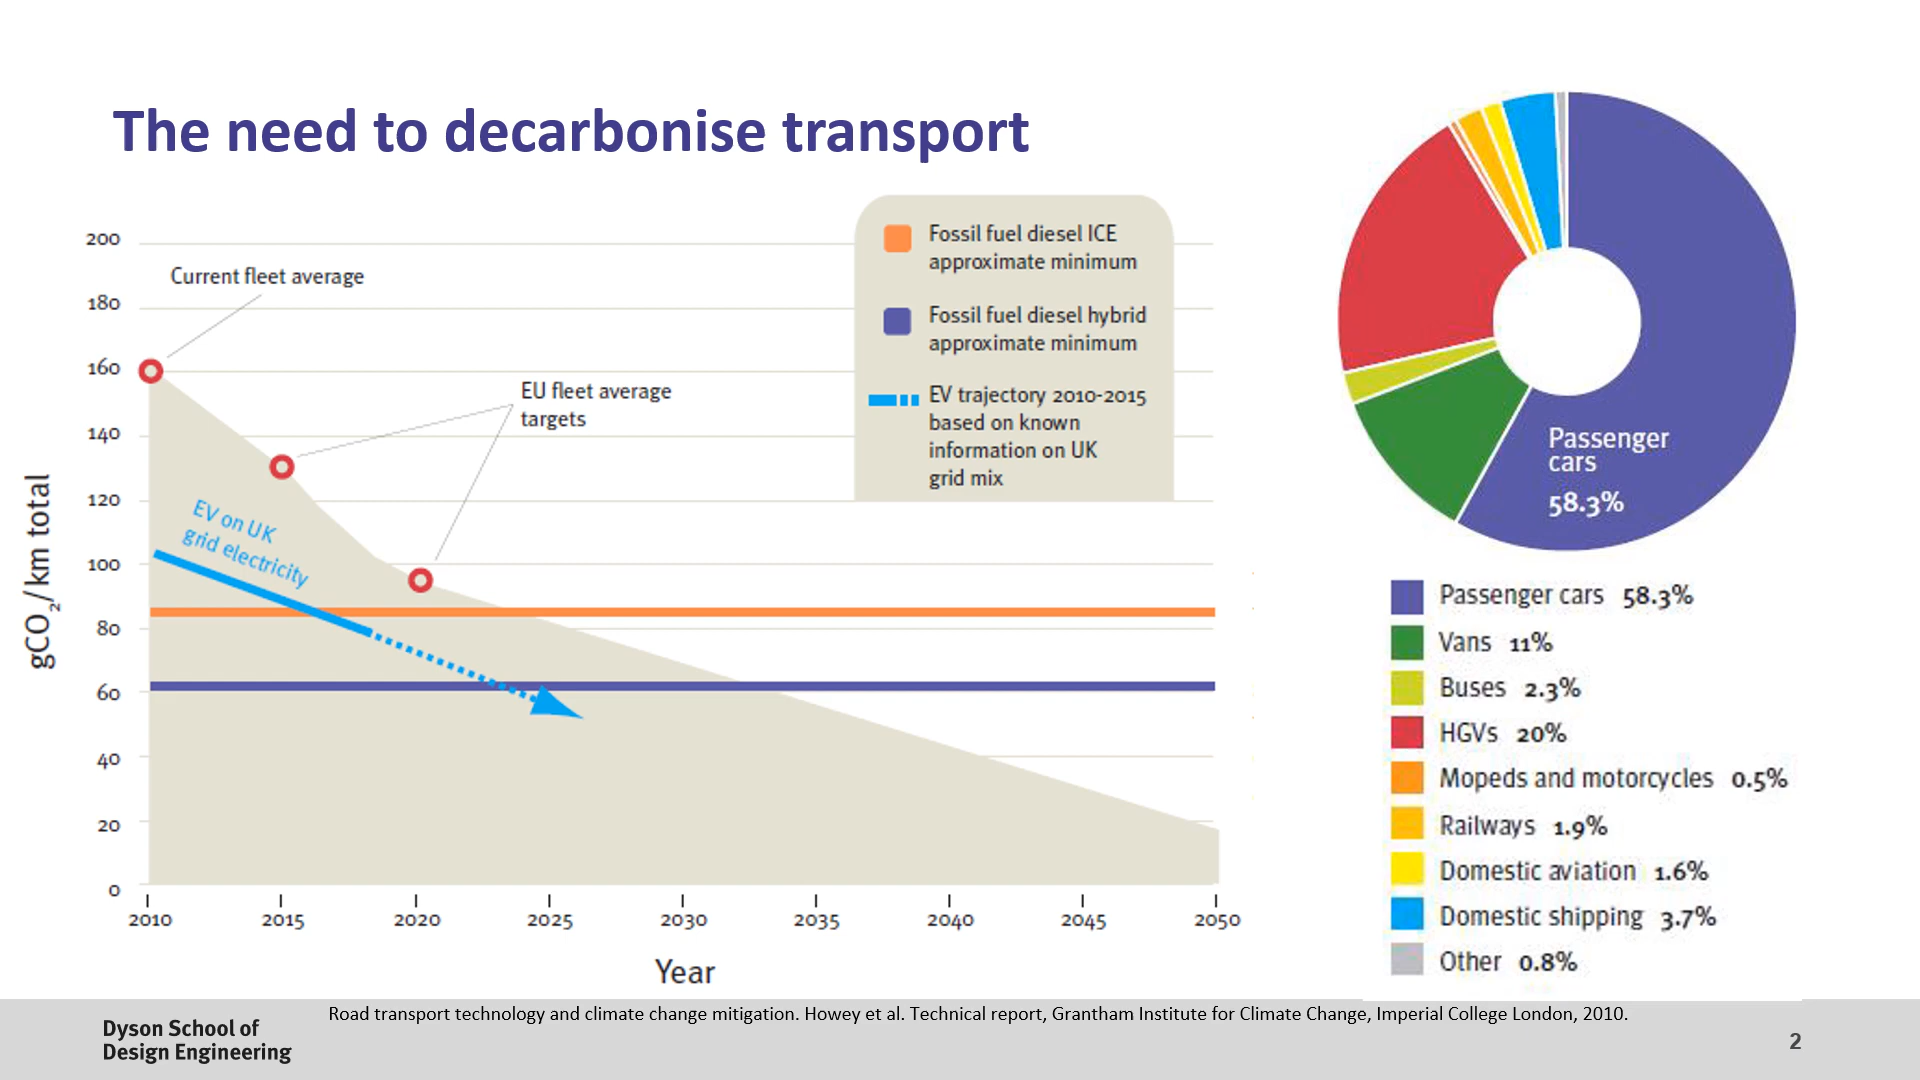 The need to decarbonise transport
200
180
160
140
120
100
80
60
40
20
0
gCO₂/km total
Current fleet average
EU fleet average
targets
EV on UK
grid electricity
Fossil fuel diesel ICE
approximate minimum
Fossil fuel diesel hybrid
approximate minimum
EV trajectory 2010-2015
based on known
information on UK
grid mix
2010 2015 2020 2025 2030 2035 2040 2045 2050
Year
Passenger
cars
58.3%
Passenger cars 58.3%
Vans 11%
Buses 2.3%
HGVs 20%
Mopeds and motorcycles 0.5%
Railways 1.9%
Domestic aviation 1.6%
Domestic shipping 3.7%
Other 0.8%
Road transport technology and climate change mitigation. Howey et al. Technical report, Grantham Institute for Climate Change, Imperial College London, 2010.
Dyson School of
Design Engineering
2